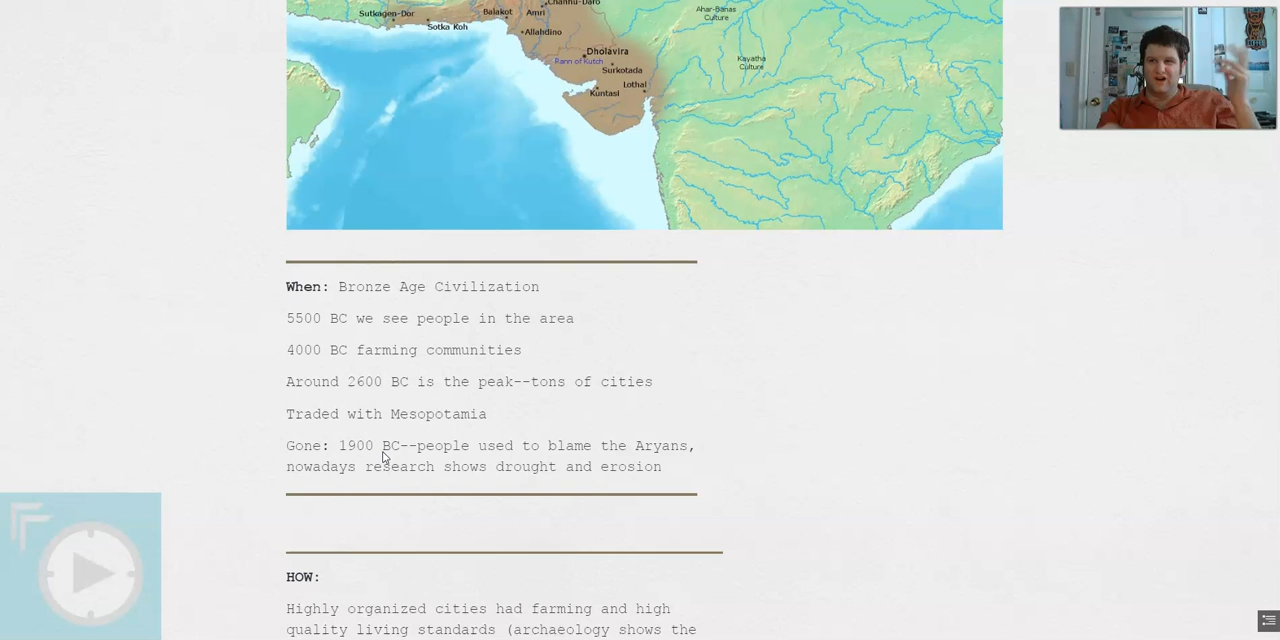 Channu-Daro
Sutkagen-Dor
Balakot
Amri
Sotka Koh
Allahdino
Ahar-Banas
Culture
Dholavira
Rann of Kutch
Surkotada
Kayatha
Culture
Lothal
Kuntasi
When: Bronze Age Civilization
5500 BC we see people in the area
4000 BC farming communities
Around 2600 BC is the peak--tons of cities
Traded with Mesopotamia
Gone: 1900 BC--people used to blame the Aryans,
nowadays research shows drought and erosion
HOW:
Highly organized cities had farming and high
quality living standards (archaeology shows the